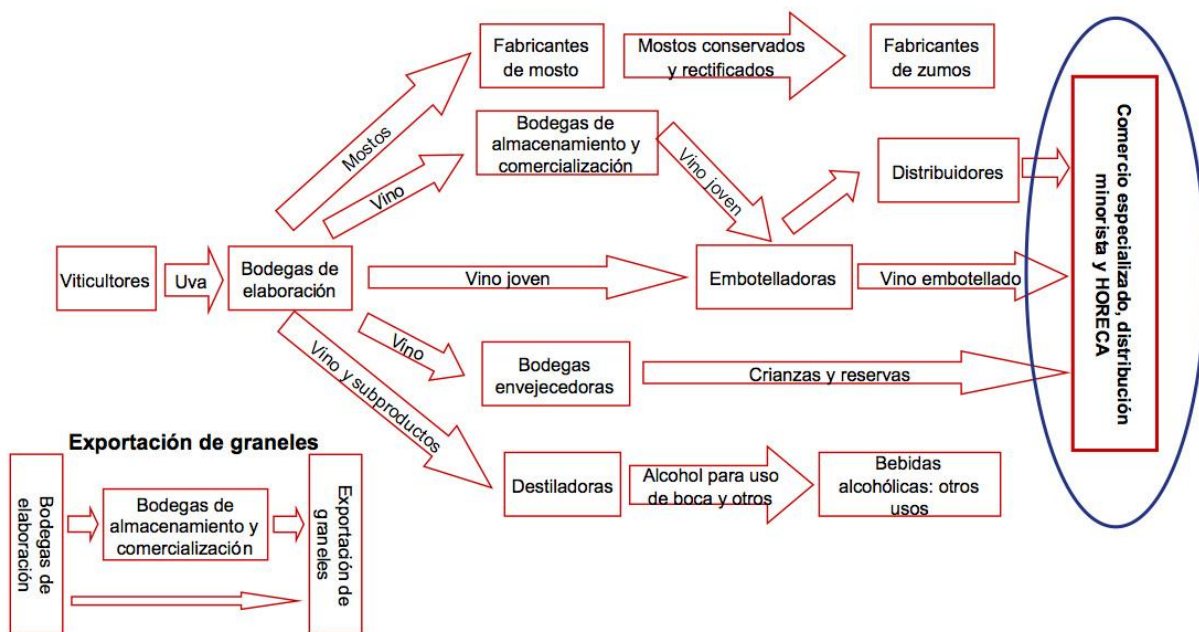 Fabricantes
de mosto
Mostos conservados
y rectificados
Fabricantes
de zumos
Mostos
Bodegas de
almacenamiento y
comercialización
Vino
Vino joven
Distribuidores
Viticultores
Uva
Bodegas de
elaboración
Vino joven
Embotelladoras
Vino embotellado
Comercio especializado, distribución
minorista y HORECA
Vino
Bodegas
envejecedoras
Crianzas y reservas
Vino y subproductos
Destiladoras
Alcohol para uso
de boca y otros
Bebidas
alcohólicas: otros
usos
Exportación de graneles
Bodegas de
elaboración
Bodegas de
almacenamiento y
comercialización
Exportación de
graneles